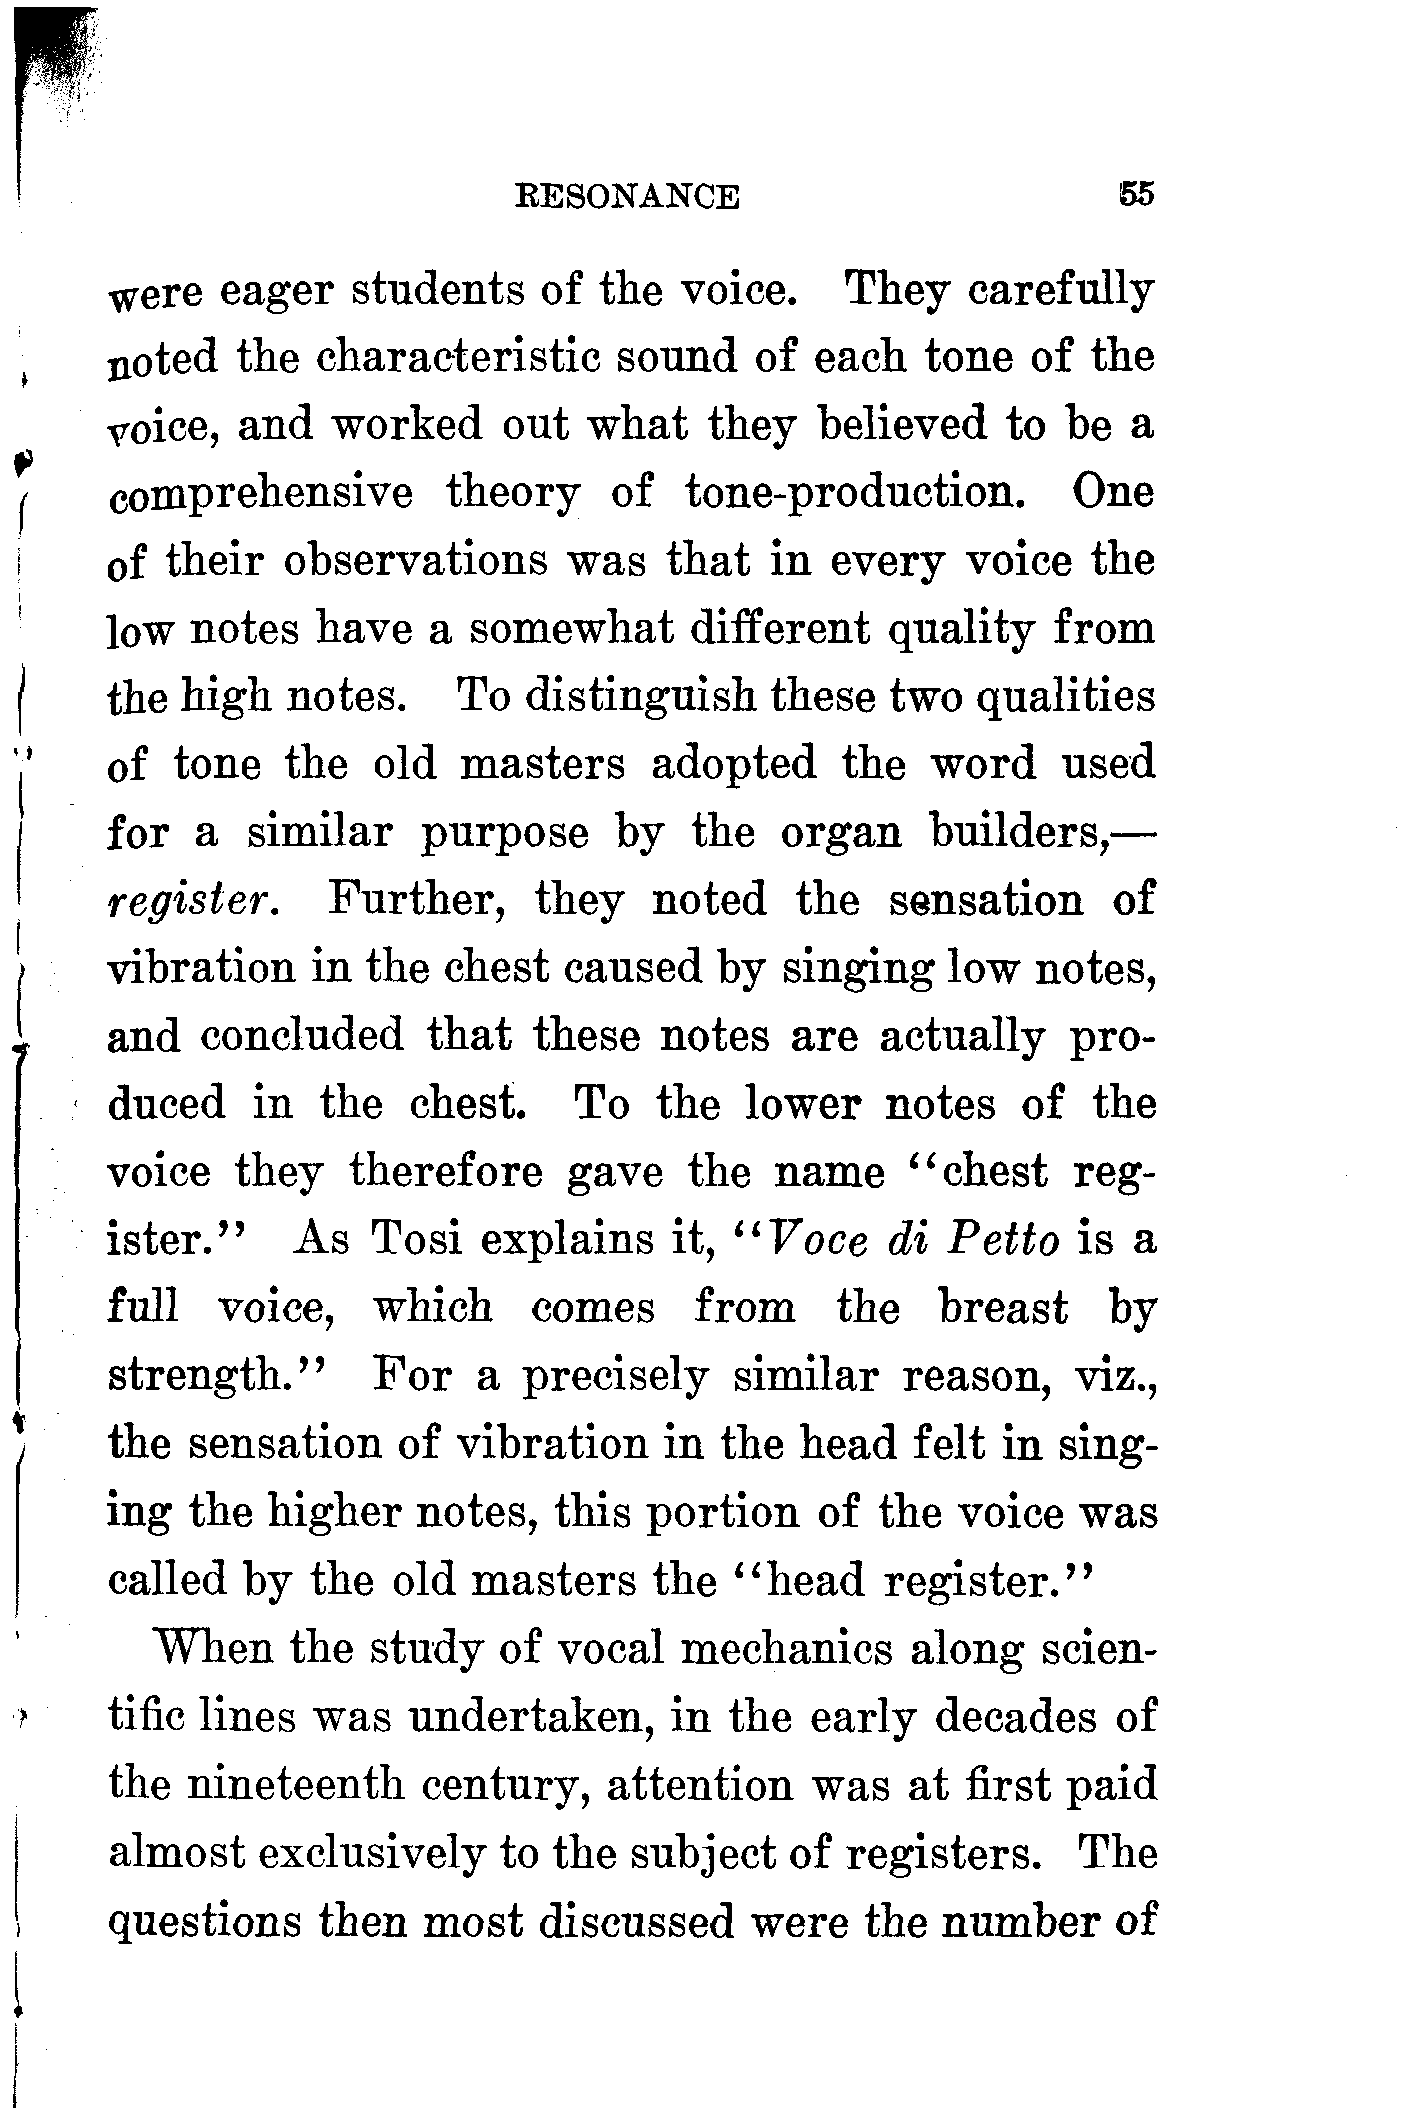 RESONANCE 55
were eager students of the voice. They carefully
noted the characteristic sound of each tone of the
voice, and worked out what they believed to be a
comprehensive theory of tone-production. One
of their observations was that in every voice the
low notes have a somewhat different quality from
the high notes. To distinguish these two qualities
of tone the old masters adopted the word used
for a similar purpose by the organ builders,—
register. Further, they noted the sensation of
vibration in the chest caused by singing low notes,
and concluded that these notes are actually pro-
duced in the chest. To the lower notes of the
voice they therefore gave the name "chest reg-
ister." As Tosi explains it, "Voce di Petto is a
full voice, which comes from the breast by
strength." For a precisely similar reason, viz.,
the sensation of vibration in the head felt in sing-
ing the higher notes, this portion of the voice was
called by the old masters the "head register."
When the study of vocal mechanics along scien-
tific lines was undertaken, in the early decades of
the nineteenth century, attention was at first paid
almost exclusively to the subject of registers. The
questions then most discussed were the number of